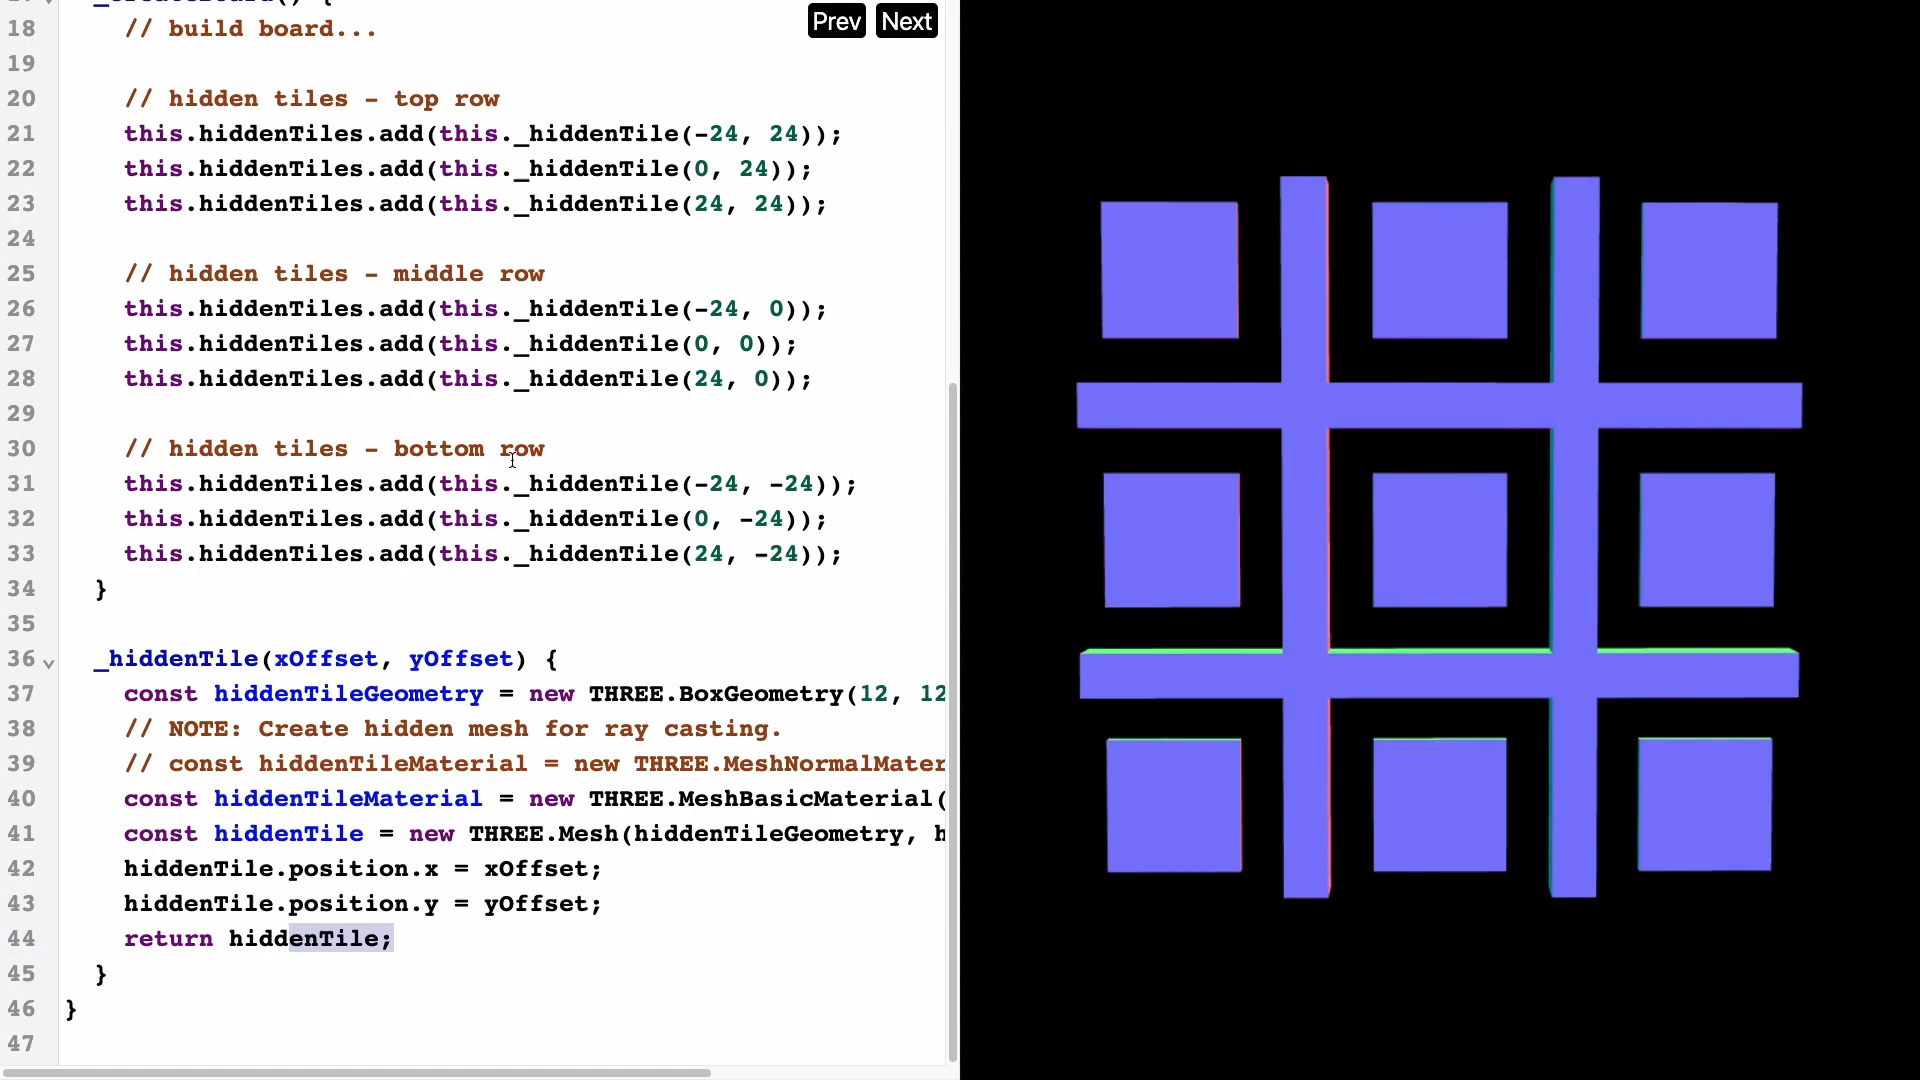 Prev Next
18 // build board...
19
20 // hidden tiles - top row
21 this.hiddenTiles.add(this._hiddenTile(-24, 24));
22 this.hiddenTiles.add(this._hiddenTile(0, 24));
23 this.hiddenTiles.add(this._hiddenTile(24, 24));
24
25 // hidden tiles - middle row
26 this.hiddenTiles.add(this._hiddenTile(-24, 0));
27 this.hiddenTiles.add(this._hiddenTile(0, 0));
28 this.hiddenTiles.add(this._hiddenTile(24, 0));
29
30 // hidden tiles - bottom row
31 this.hiddenTiles.add(this._hiddenTile(-24, -24));
32 this.hiddenTiles.add(this._hiddenTile(0, -24));
33 this.hiddenTiles.add(this._hiddenTile(24, -24));
34 }
35
36 _hiddenTile(xOffset, yOffset) {
37 const hiddenTileGeometry = new THREE.BoxGeometry(12, 12
38 // NOTE: Create hidden mesh for ray casting.
39 // const hiddenTileMaterial = new THREE.MeshNormalMater
40 const hiddenTileMaterial = new THREE.MeshBasicMaterial(
41 const hiddenTile = new THREE.Mesh(hiddenTileGeometry, h
42 hiddenTile.position.x = xOffset;
43 hiddenTile.position.y = yOffset;
44 return hiddenTile;
45 }
46 }
47